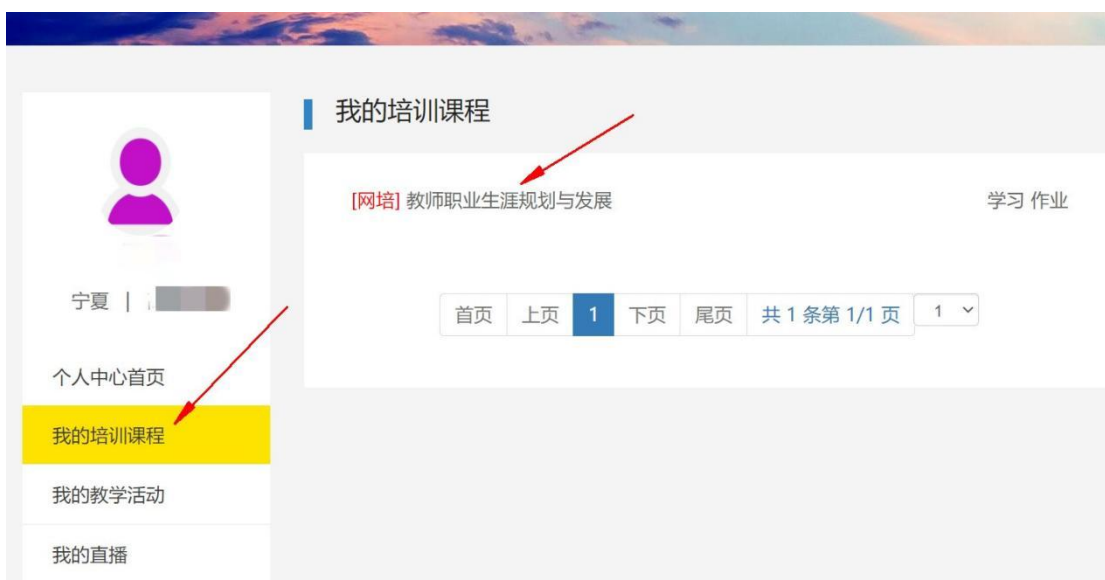 我的培训课程
[网培] 教师职业生涯规划与发展
学习 作业
宁夏 |
首页 上页 1 下页 尾页 共 1 条第 1/1 页 1
个人中心首页
我的培训课程
我的教学活动
我的直播